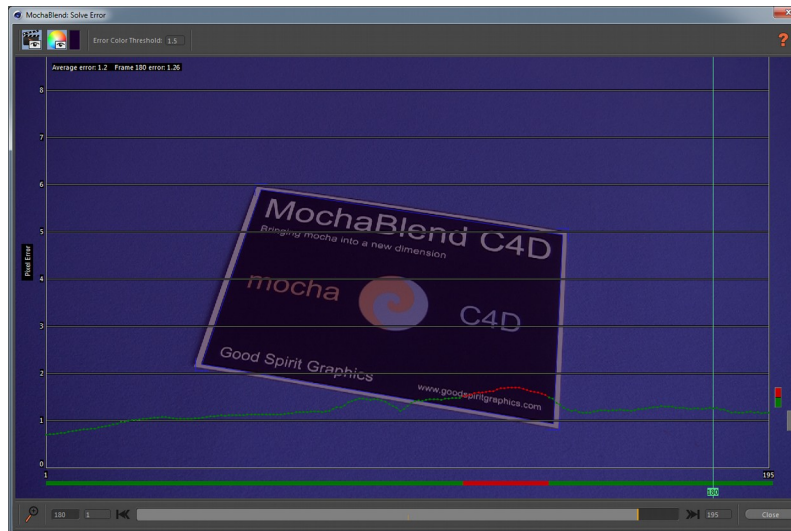 MochaBlend: Solve Error
Error Color Threshold: 1.5
?
Average error: 1.2 Frame 180 error: 1.26
8
7
6
5
4
3
2
1
0
Pixel Error
MochaBlend C4D
Bringing mocha into a new dimension
mocha
C4D
Good Spirit Graphics
www.goodspiritgraphics.com
1
195
180
180
1
195
Close